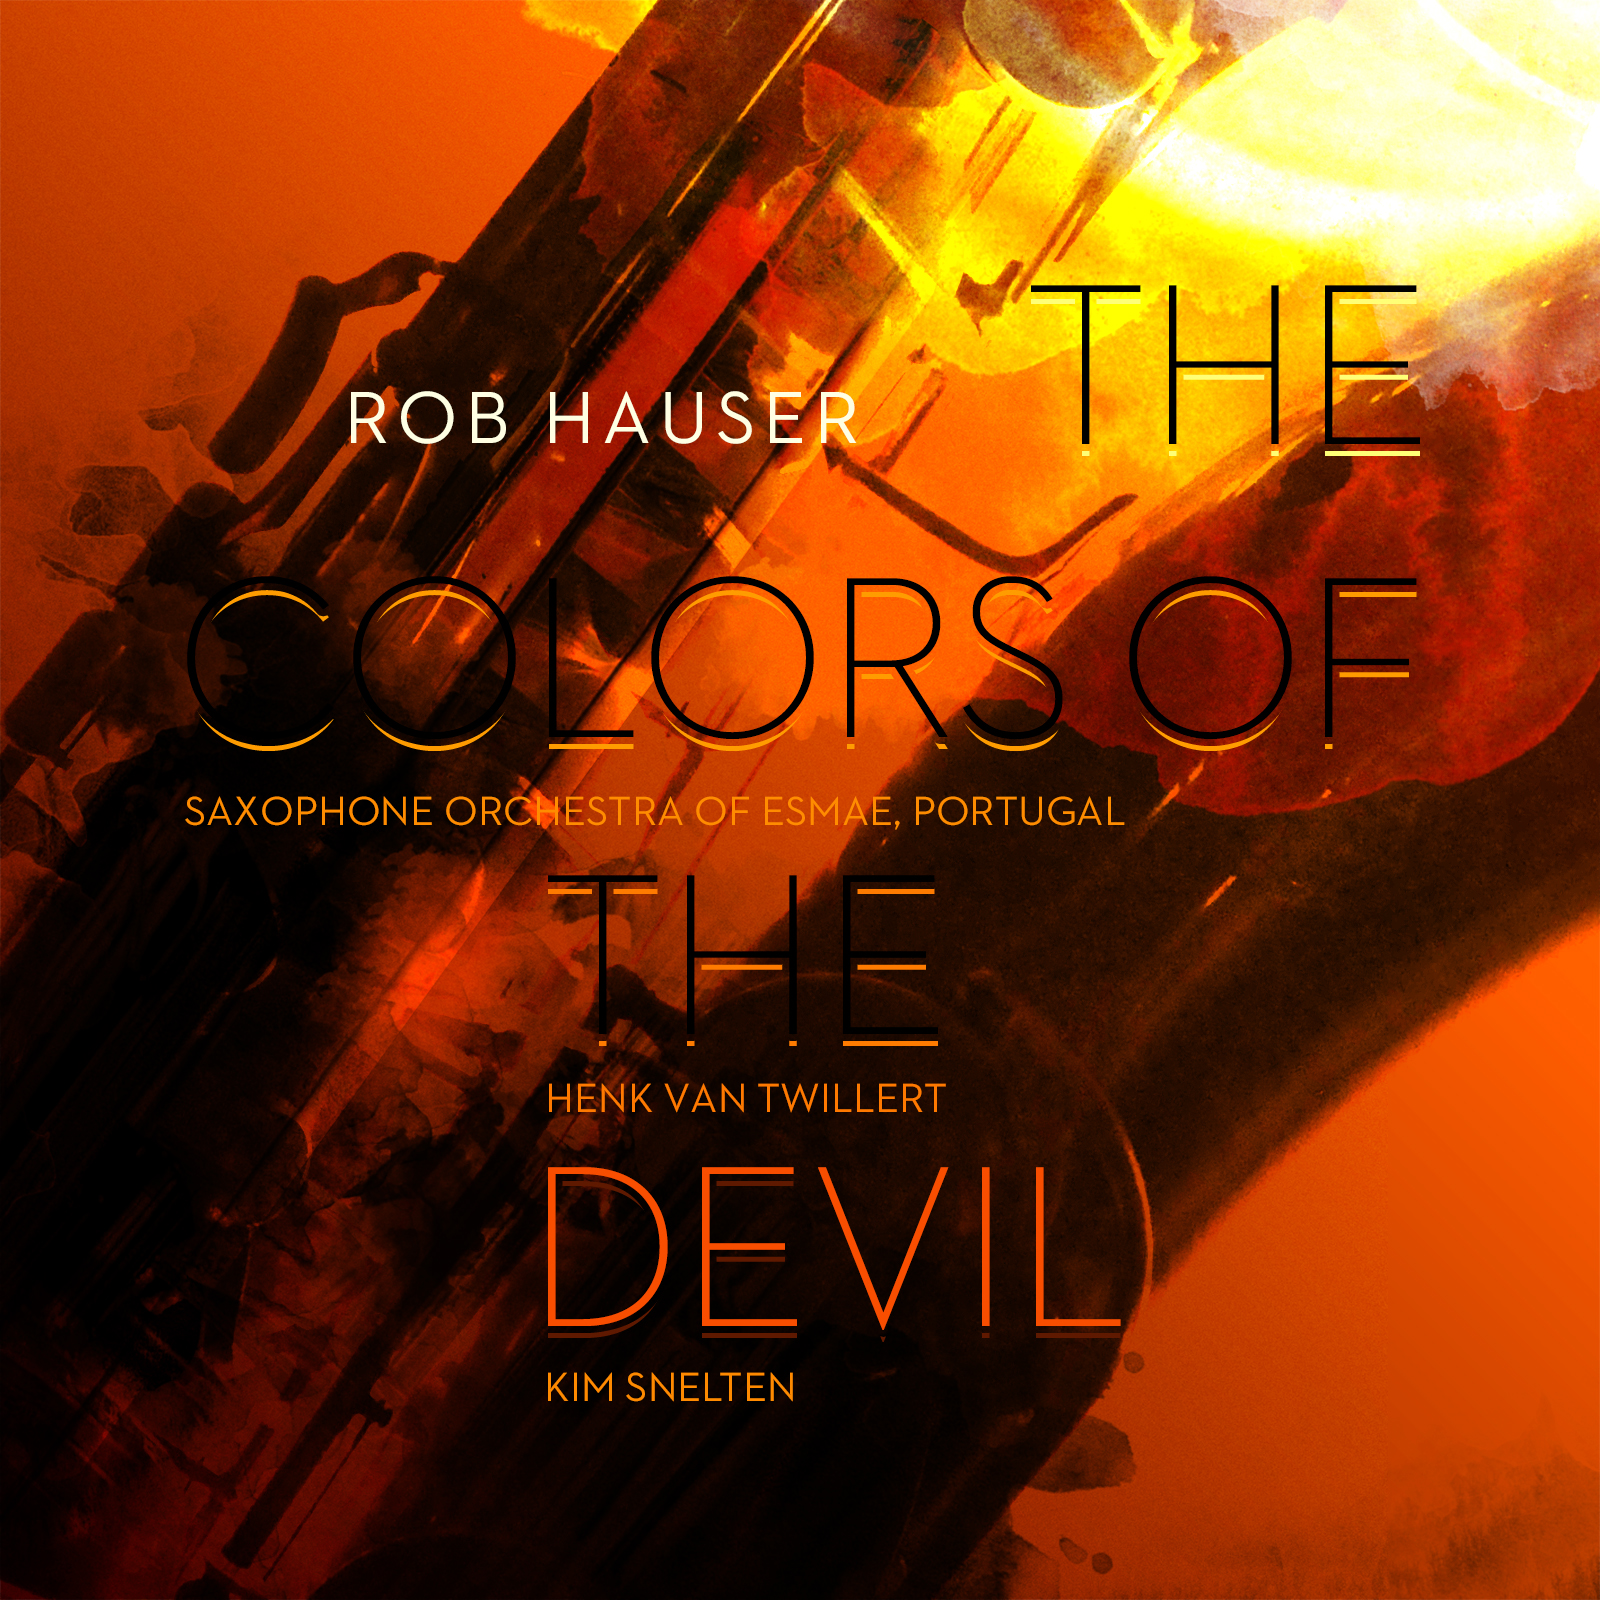 THE
ROB HAUSER
COLORS OF
SAXOPHONE ORCHESTRA OF ESMAE, PORTUGAL
THE
HENK VAN TWILLERT
DEVIL
KIM SNELTEN